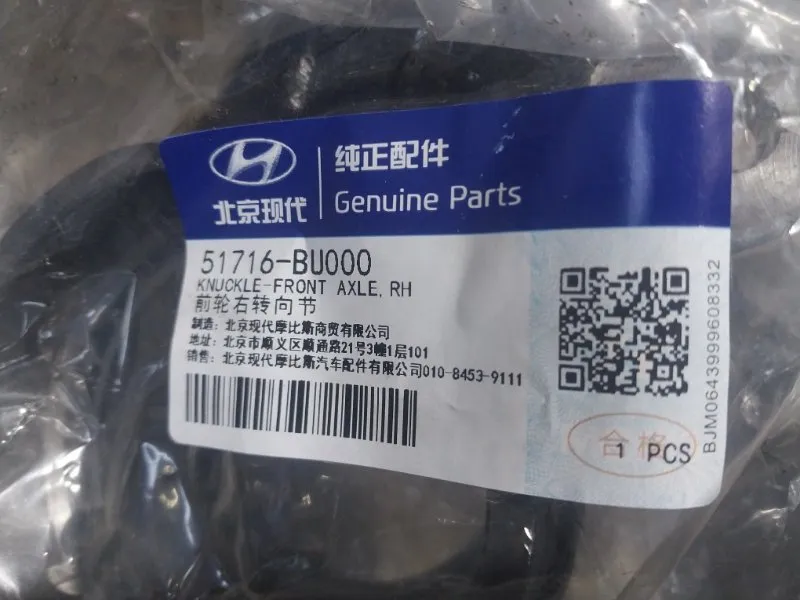 纯正配件
北京现代
Genuine Parts
51716-BU000
KNUCKLE-FRONT AXLE,RH
前轮右转向节
制造：北京现代摩比斯商贸有限公司
地址：北京市顺义区顺通路21号3幢1层101
销售：北京现代摩比斯汽车配件有限公司010-8453-9111
合格
1 PCS
BJM0643999608332